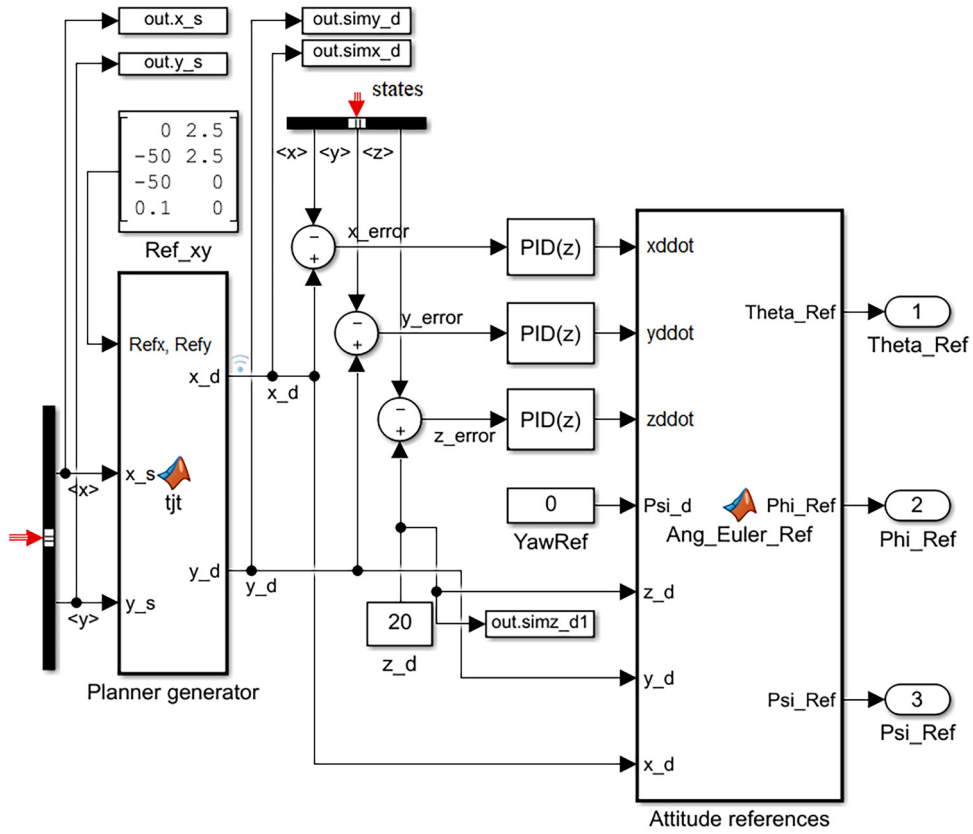 out.x_s
out.y_s
out.simy_d
out.simx_d
states
<x> <y> <z>
0 2.5
-50 2.5
-50 0
0.1 0
Ref_xy
−
+
x_error
PID(z)
xddot
−
+
y_error
PID(z)
yddot
−
+
z_error
PID(z)
zddot
Refx, Refy
x_d
x_d
x_s
<x>
tjt
y_d
y_d
y_s
<y>
Planner generator
0
YawRef
Psi_d
20
z_d
out.simz_d1
z_d
y_d
x_d
Ang_Euler_Ref
Theta_Ref
Phi_Ref
Psi_Ref
Attitude references
1
Theta_Ref
2
Phi_Ref
3
Psi_Ref